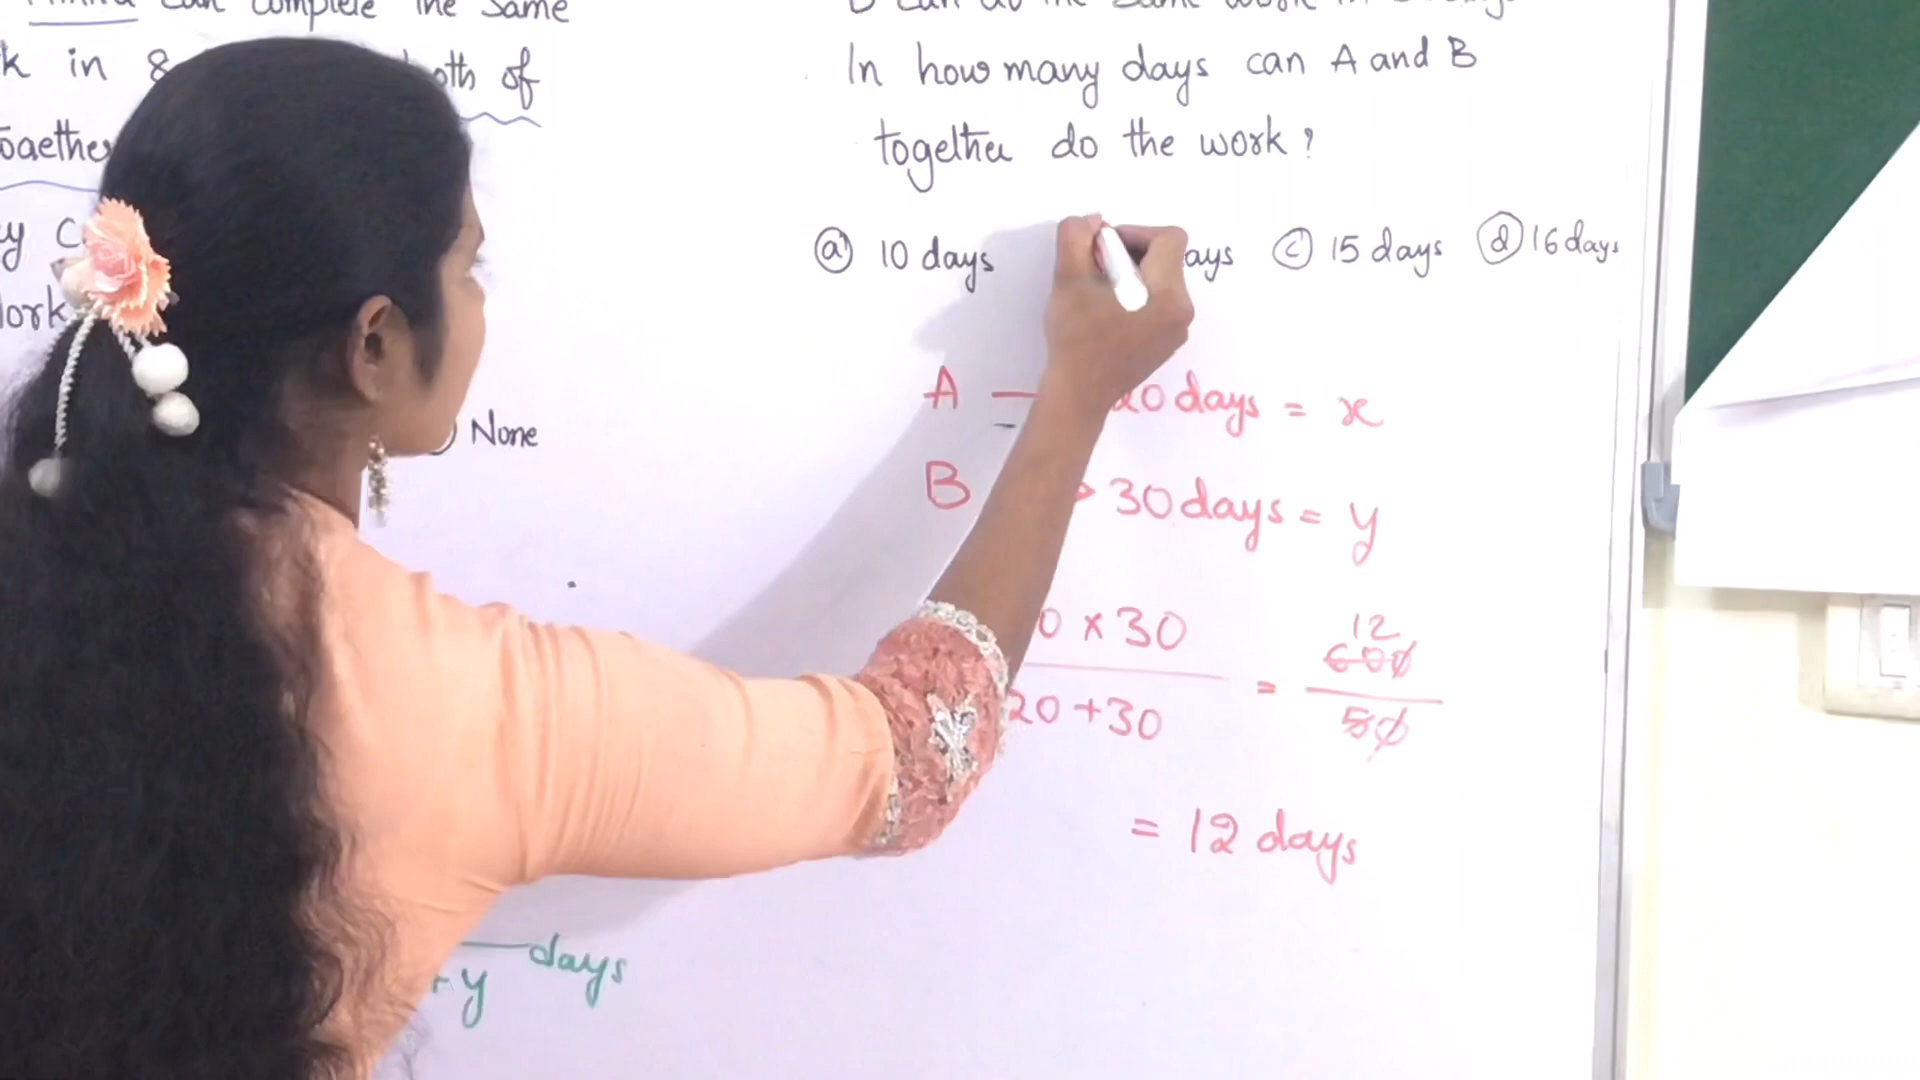 can complete the same
k in 8 oth of
together
y C
ork
None
days
+y
B can do the same work in
In how many days can A and B
together do the work?
(a) 10 days ays (c) 15 days (d) 16 days
A — 20 days = x
B > 30 days = y
0 x 30 = 12
600
20 + 30 50
= 12 days